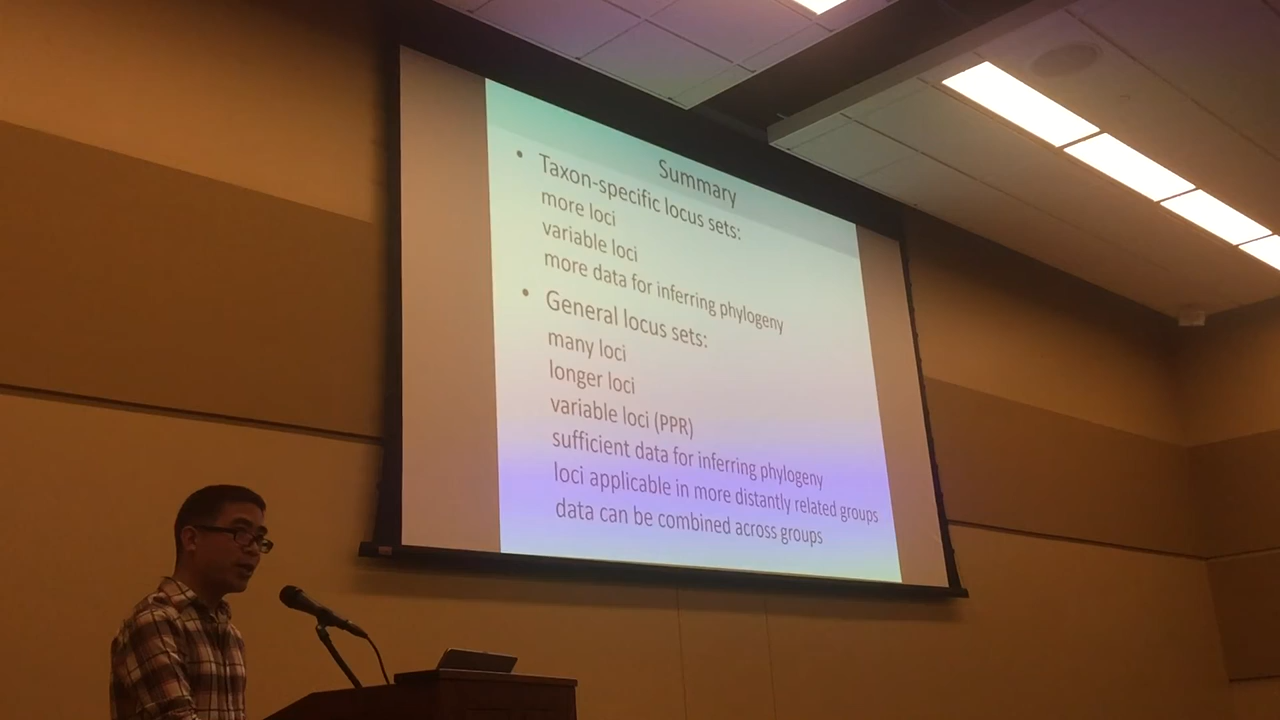 Summary
• Taxon-specific locus sets:
more loci
variable loci
more data for inferring phylogeny
• General locus sets:
many loci
longer loci
variable loci (PPR)
sufficient data for inferring phylogeny
loci applicable in more distantly related groups
data can be combined across groups